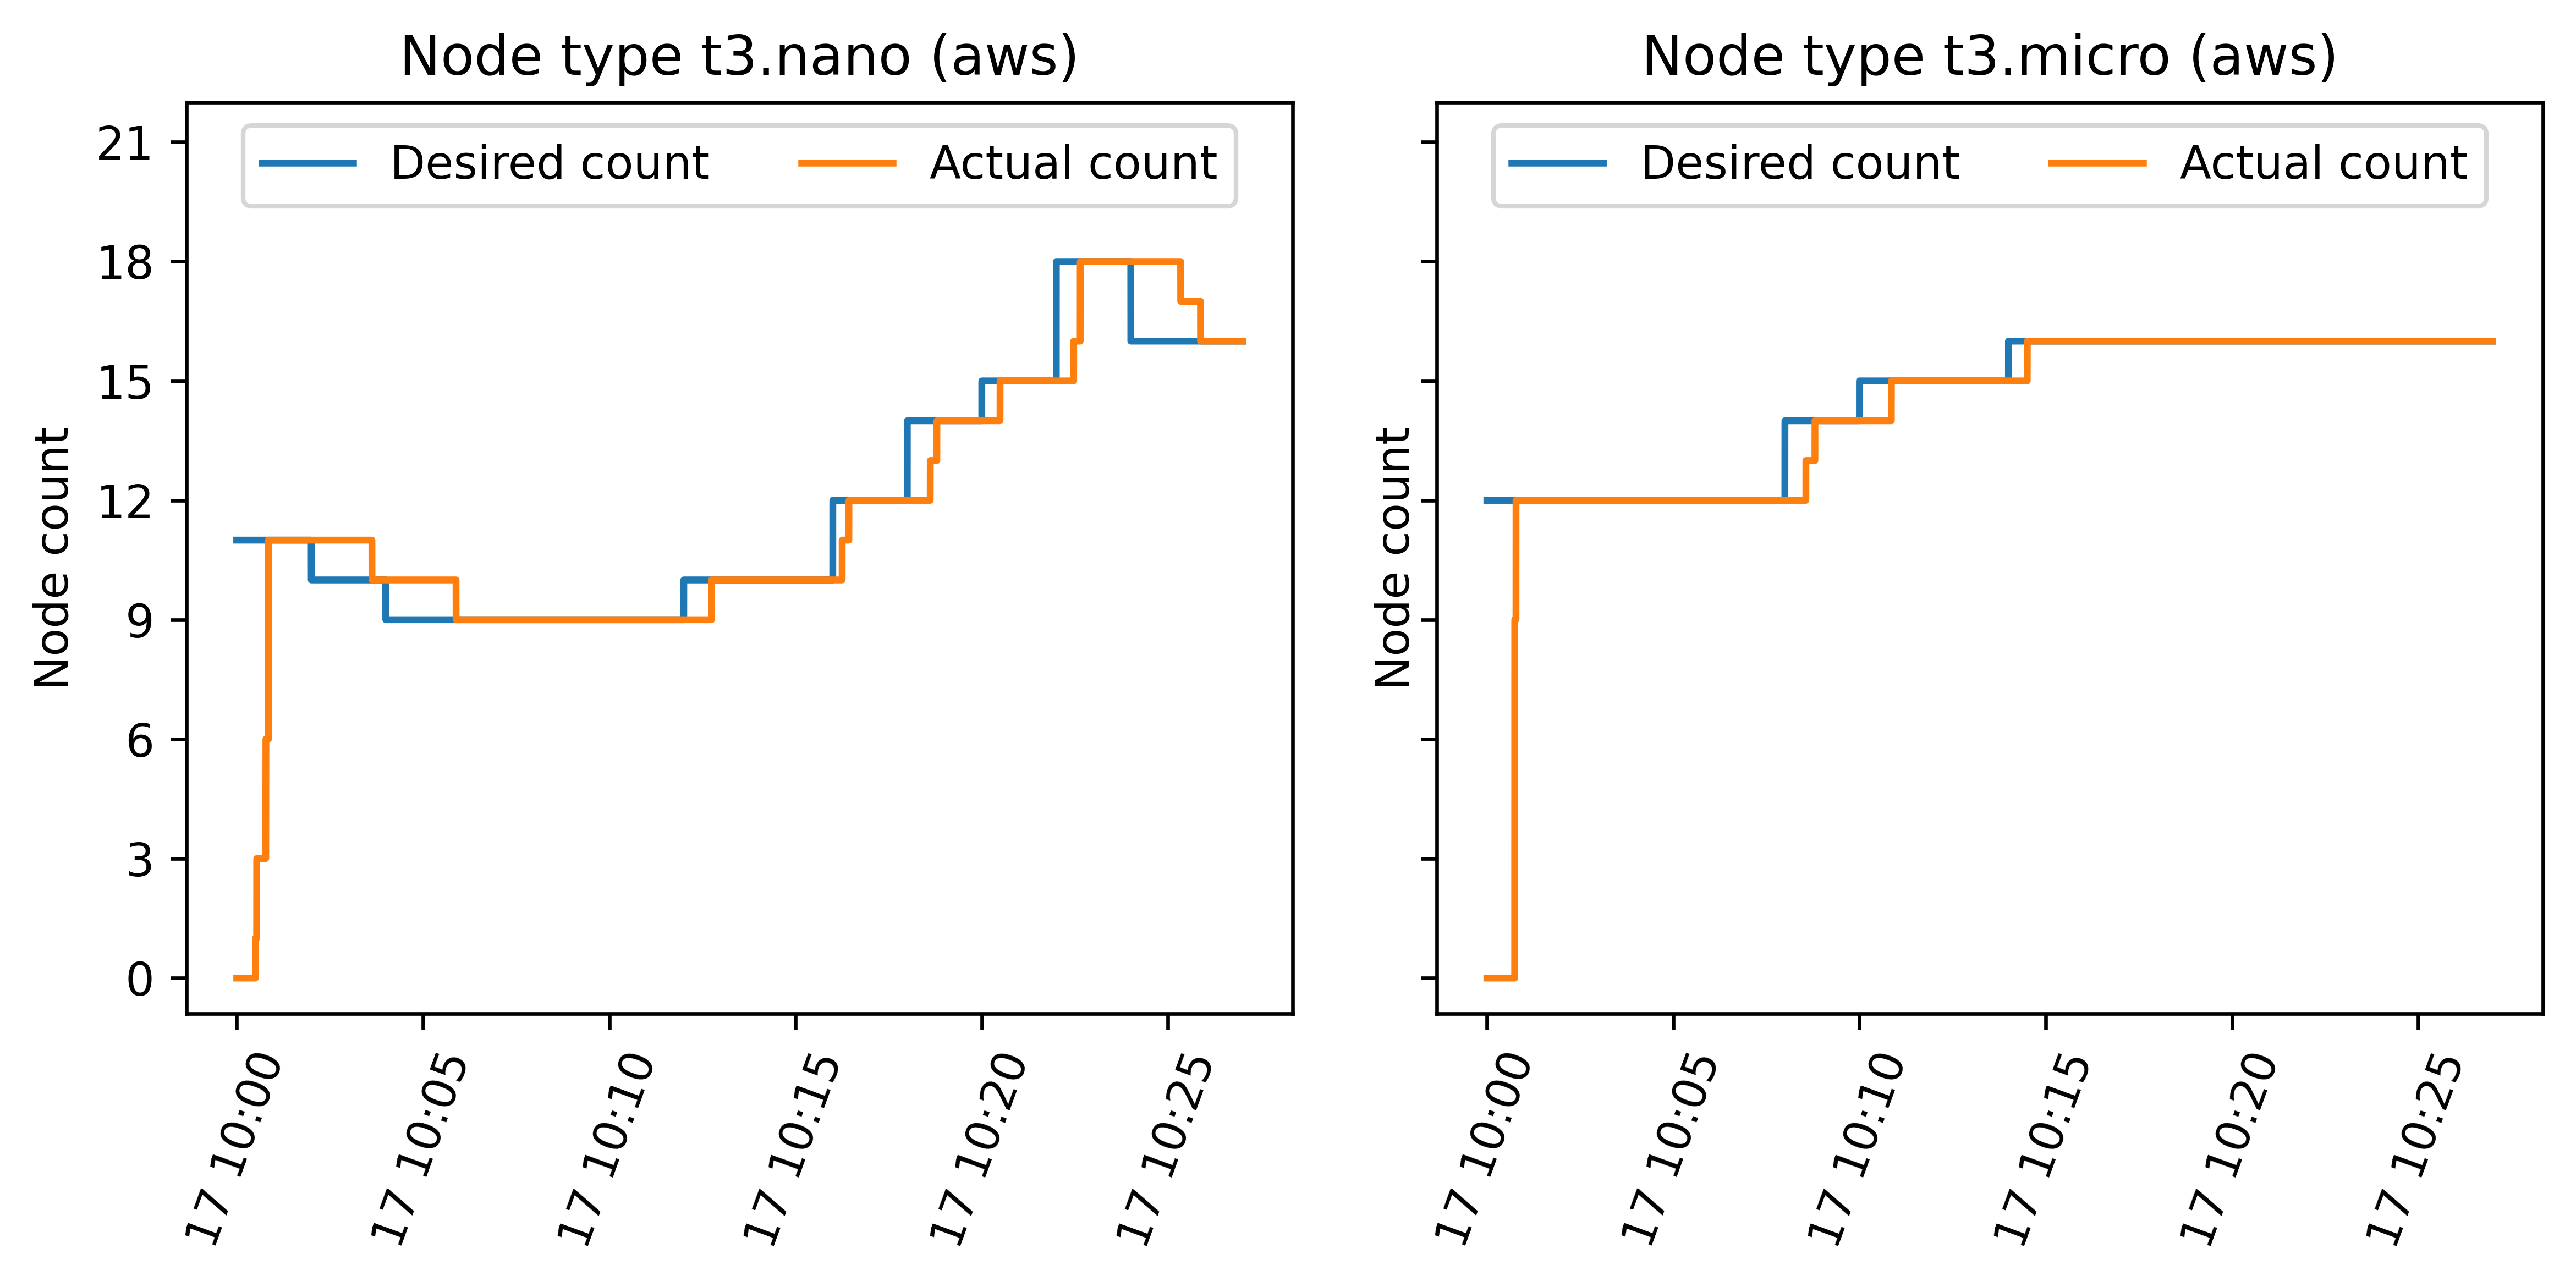 Node type t3.nano (aws)
Desired count
Actual count
Node count
21
18
15
12
9
6
3
0
17 10:00
17 10:05
17 10:10
17 10:15
17 10:20
17 10:25
Node type t3.micro (aws)
Desired count
Actual count
Node count
17 10:00
17 10:05
17 10:10
17 10:15
17 10:20
17 10:25